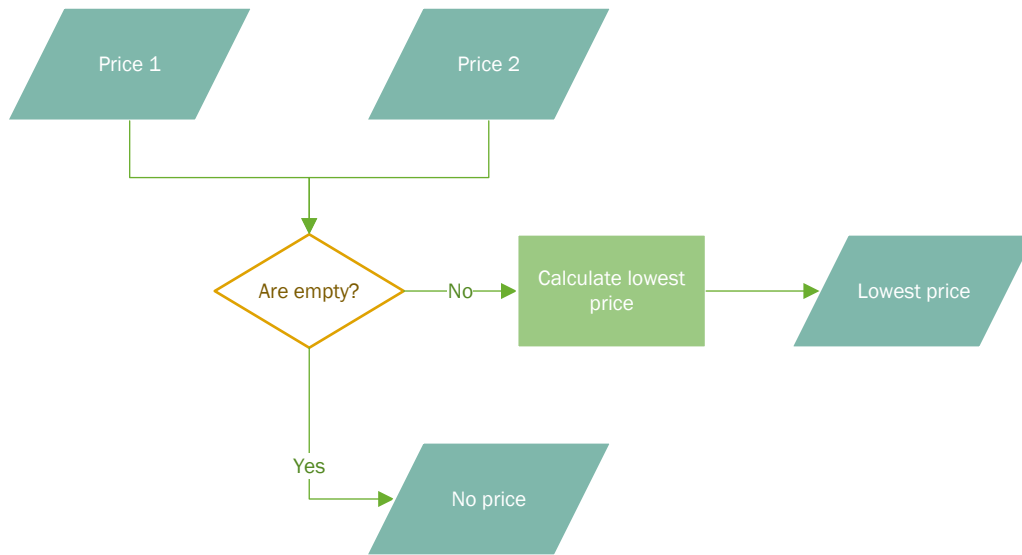 Price 1
Price 2
Are empty?
No
Calculate lowest
price
Lowest price
Yes
No price